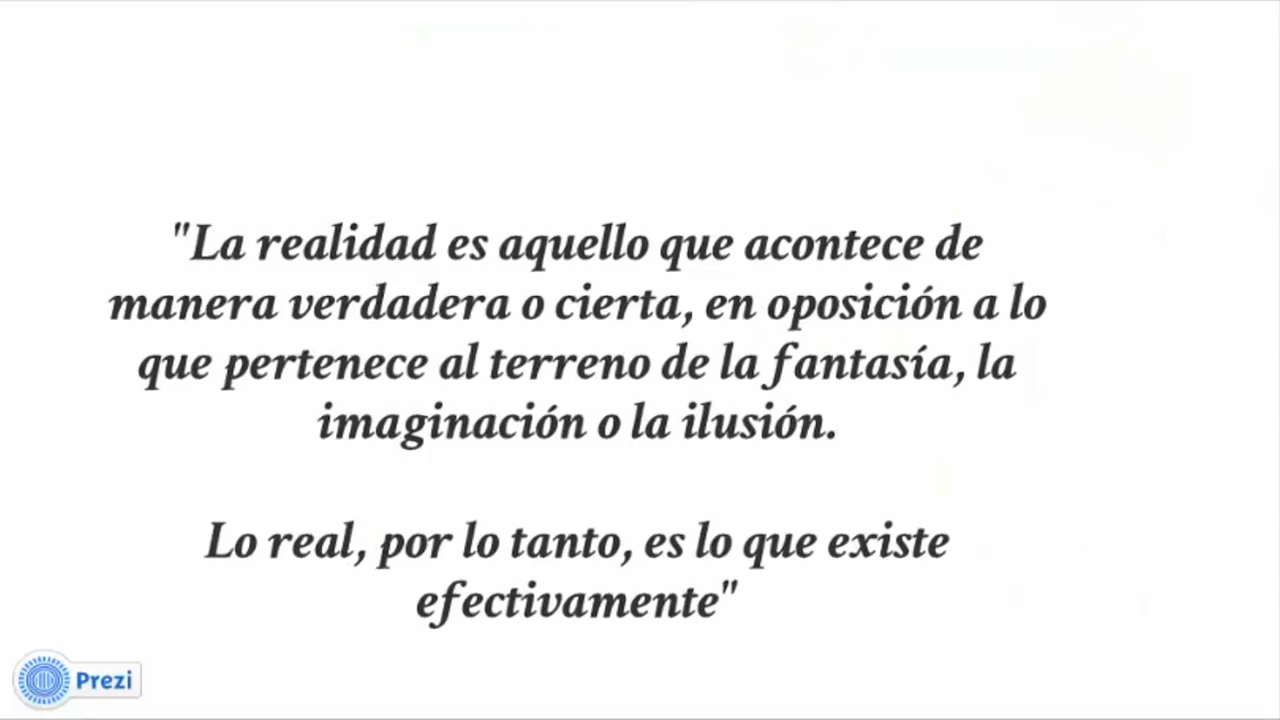 "La realidad es aquello que acontece de
manera verdadera o cierta, en oposición a lo
que pertenece al terreno de la fantasía, la
imaginación o la ilusión.
Lo real, por lo tanto, es lo que existe
efectivamente"
Prezi